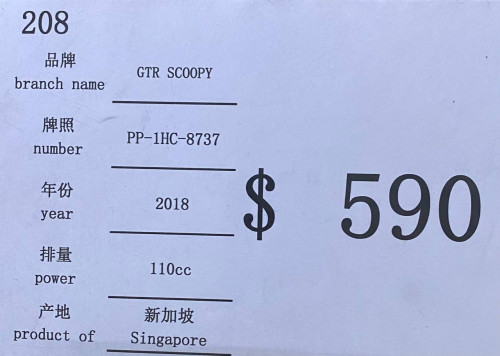 208
品牌
branch name
GTR SCOOPY
牌照
number
PP-1HC-8737
年份
year
2018
$ 590
排量
power
110cc
产地
product of
新加坡
Singapore